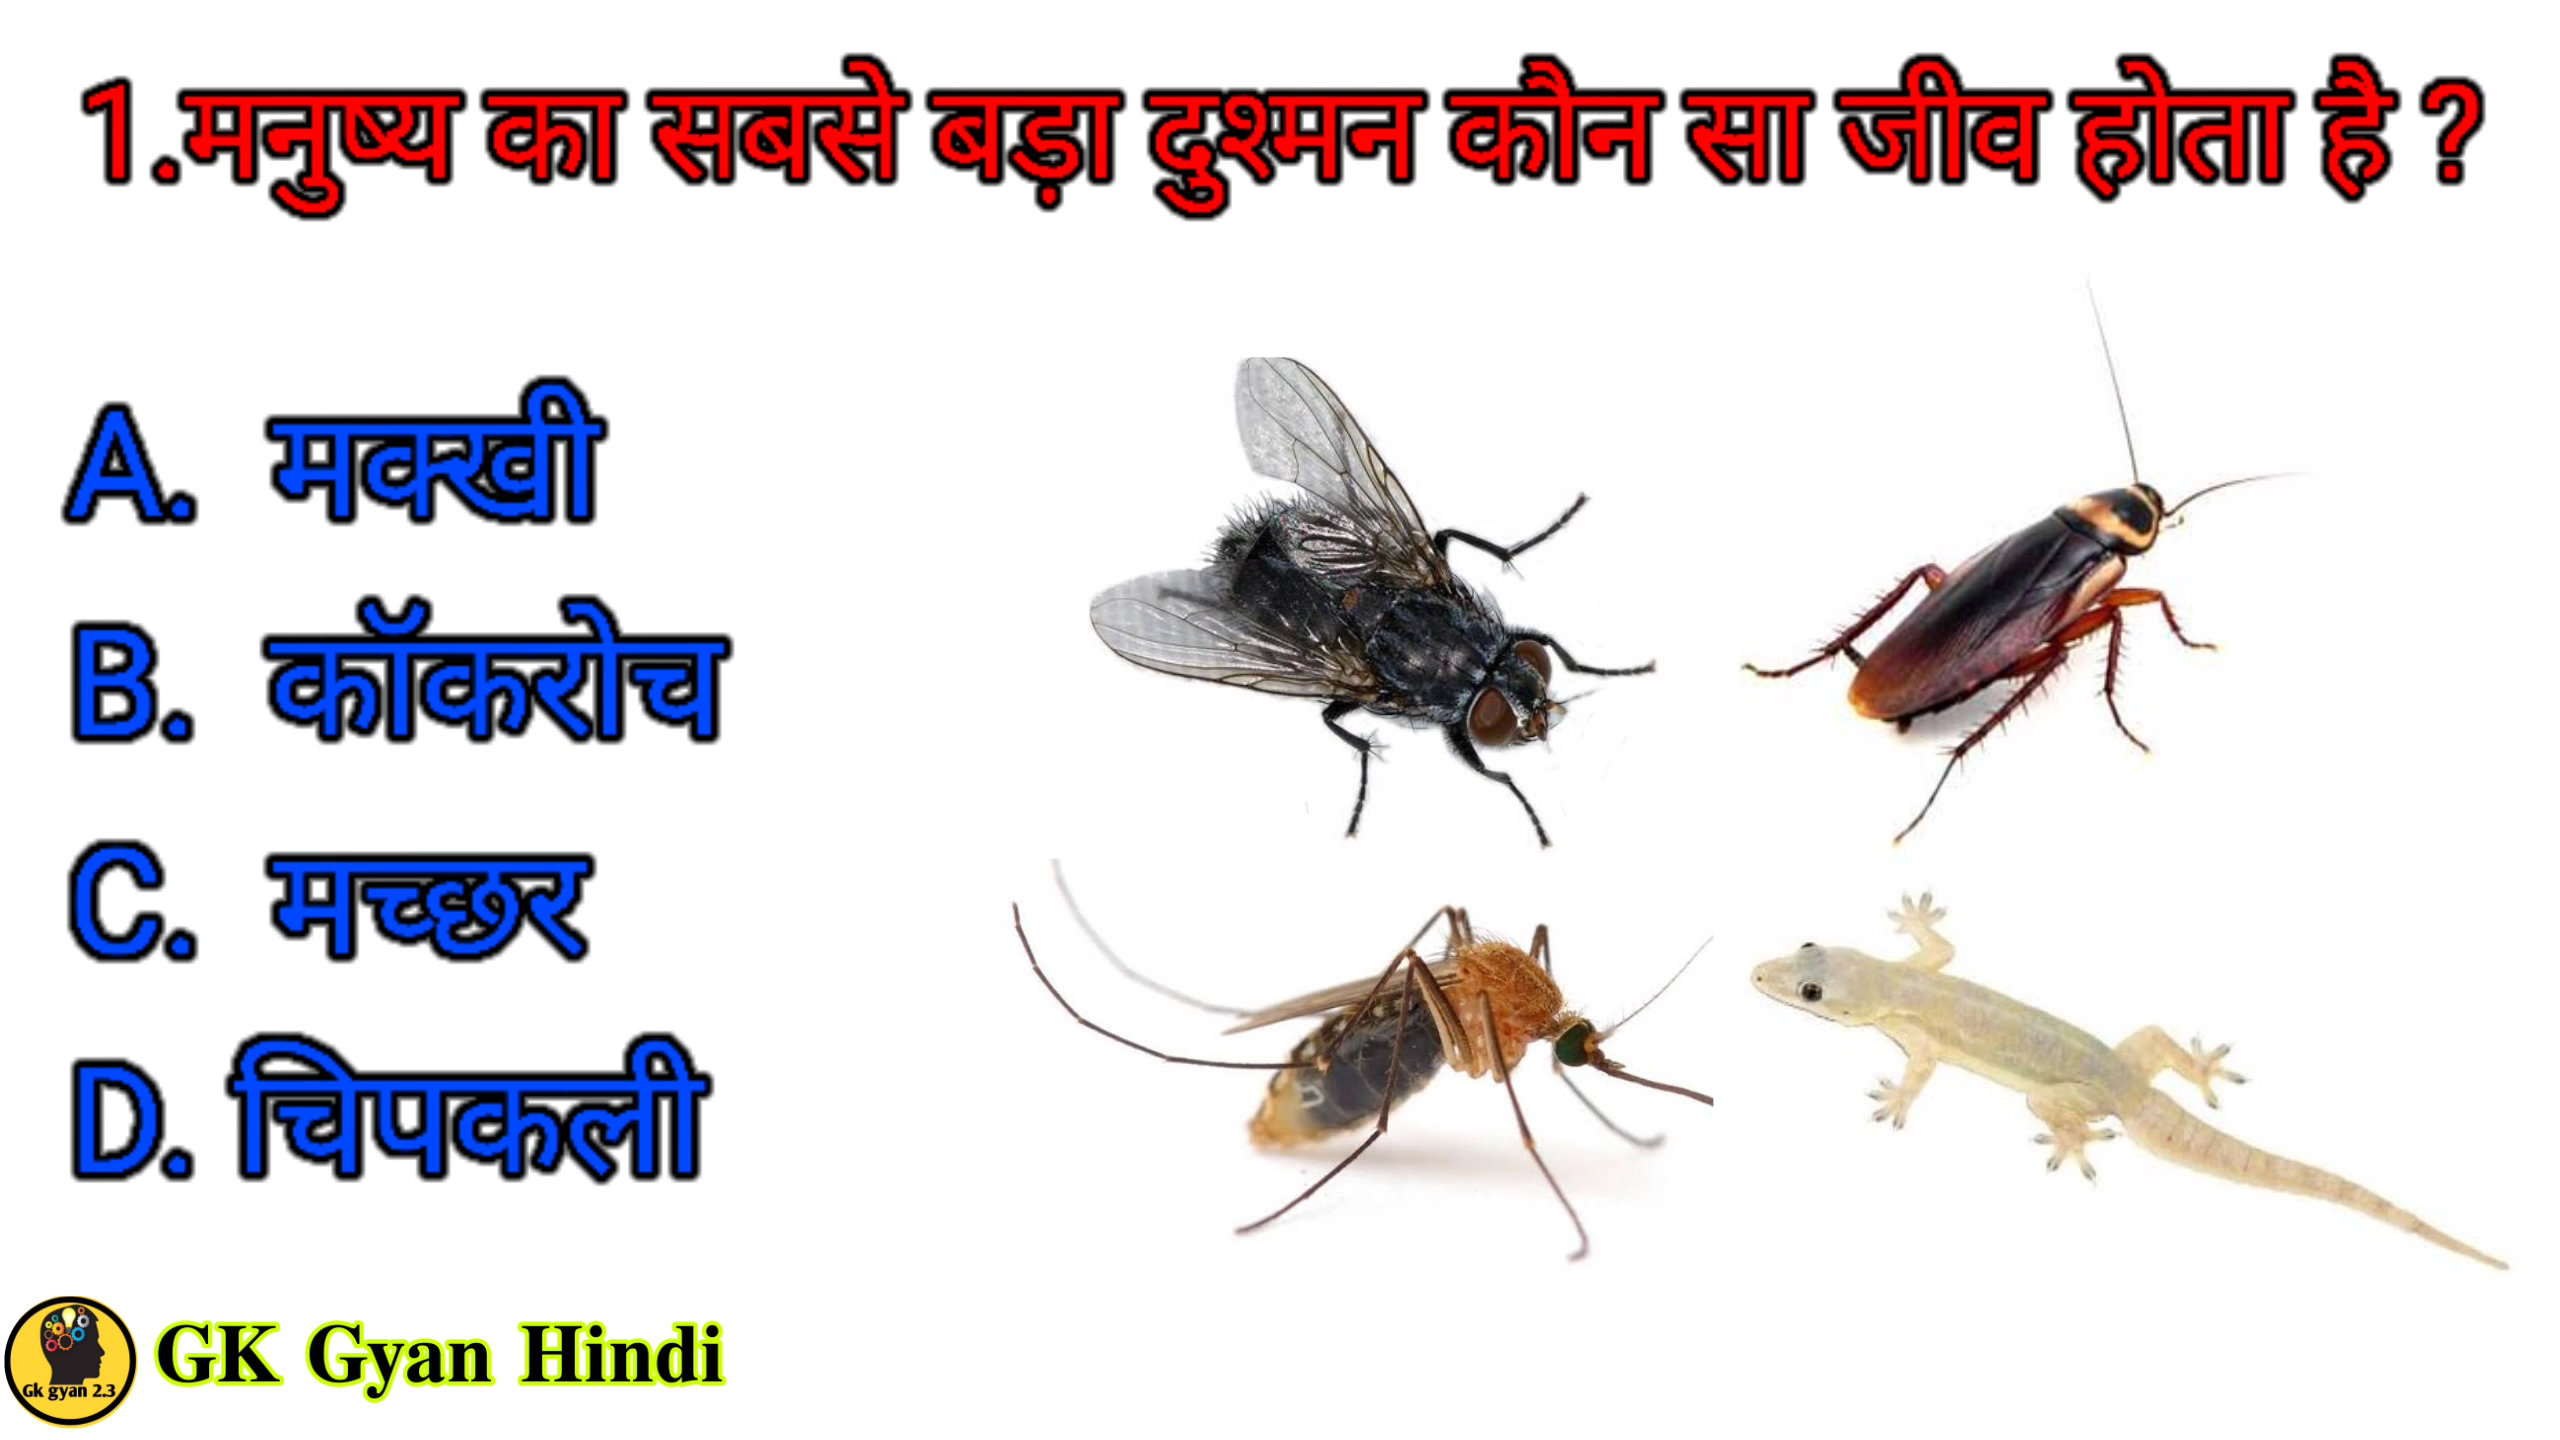 1.मनुष्य का सबसे बड़ा दुश्मन कौन सा जीव होता है ?
A. मक्खी
B. कॉकरोच
C. मच्छर
D. चिपकली
Gk gyan 2.3
GK Gyan Hindi